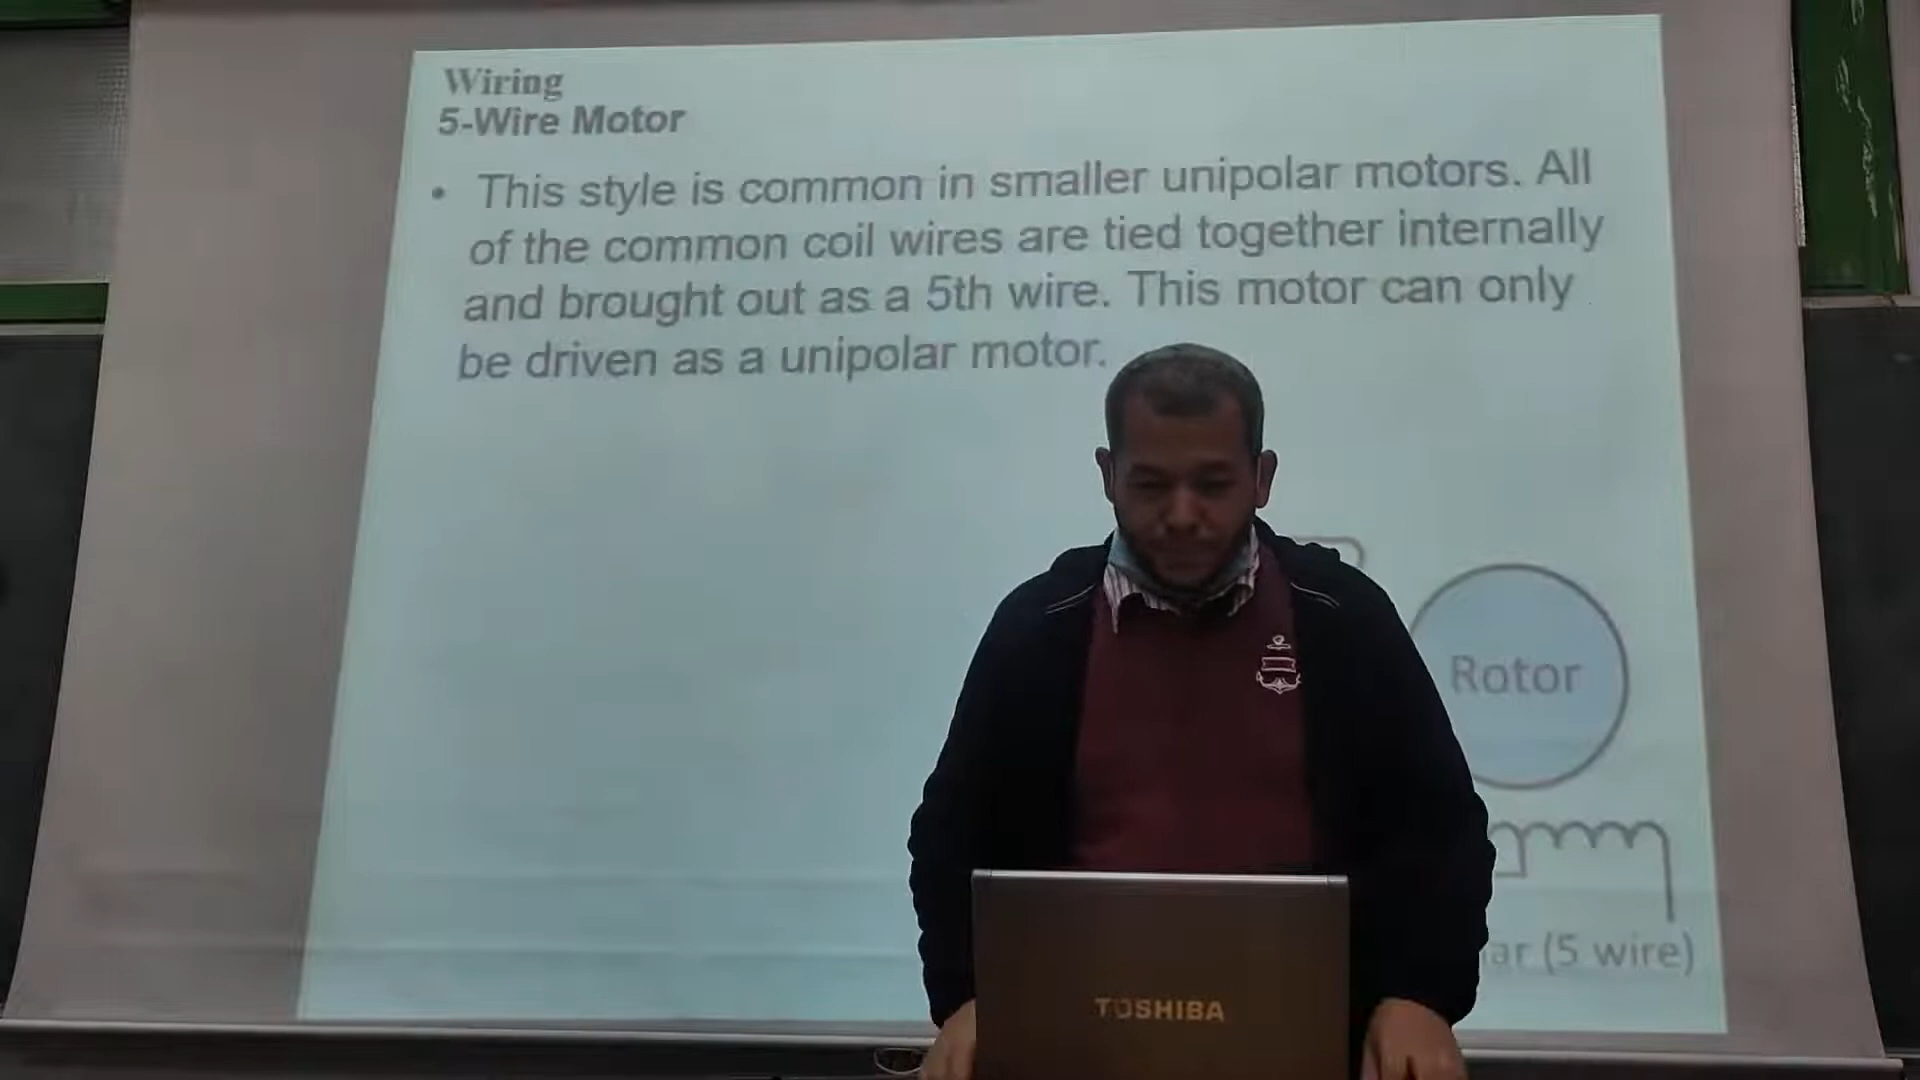 Wiring
5-Wire Motor
• This style is common in smaller unipolar motors. All
of the common coil wires are tied together internally
and brought out as a 5th wire. This motor can only
be driven as a unipolar motor.
Rotor
(5 wire)
TOSHIBA